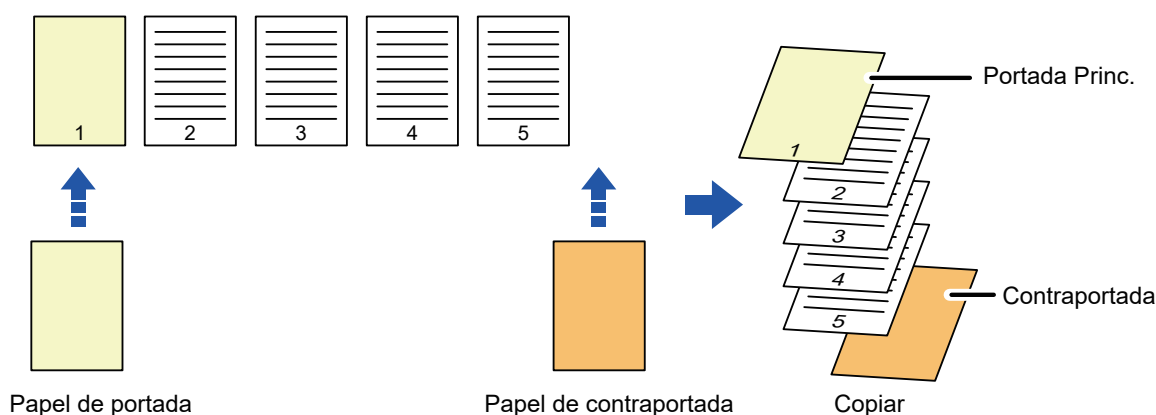 1 2 3 4 5
Portada Princ.
1
2
3
4
5
Contraportada
Papel de portada
Papel de contraportada
Copiar